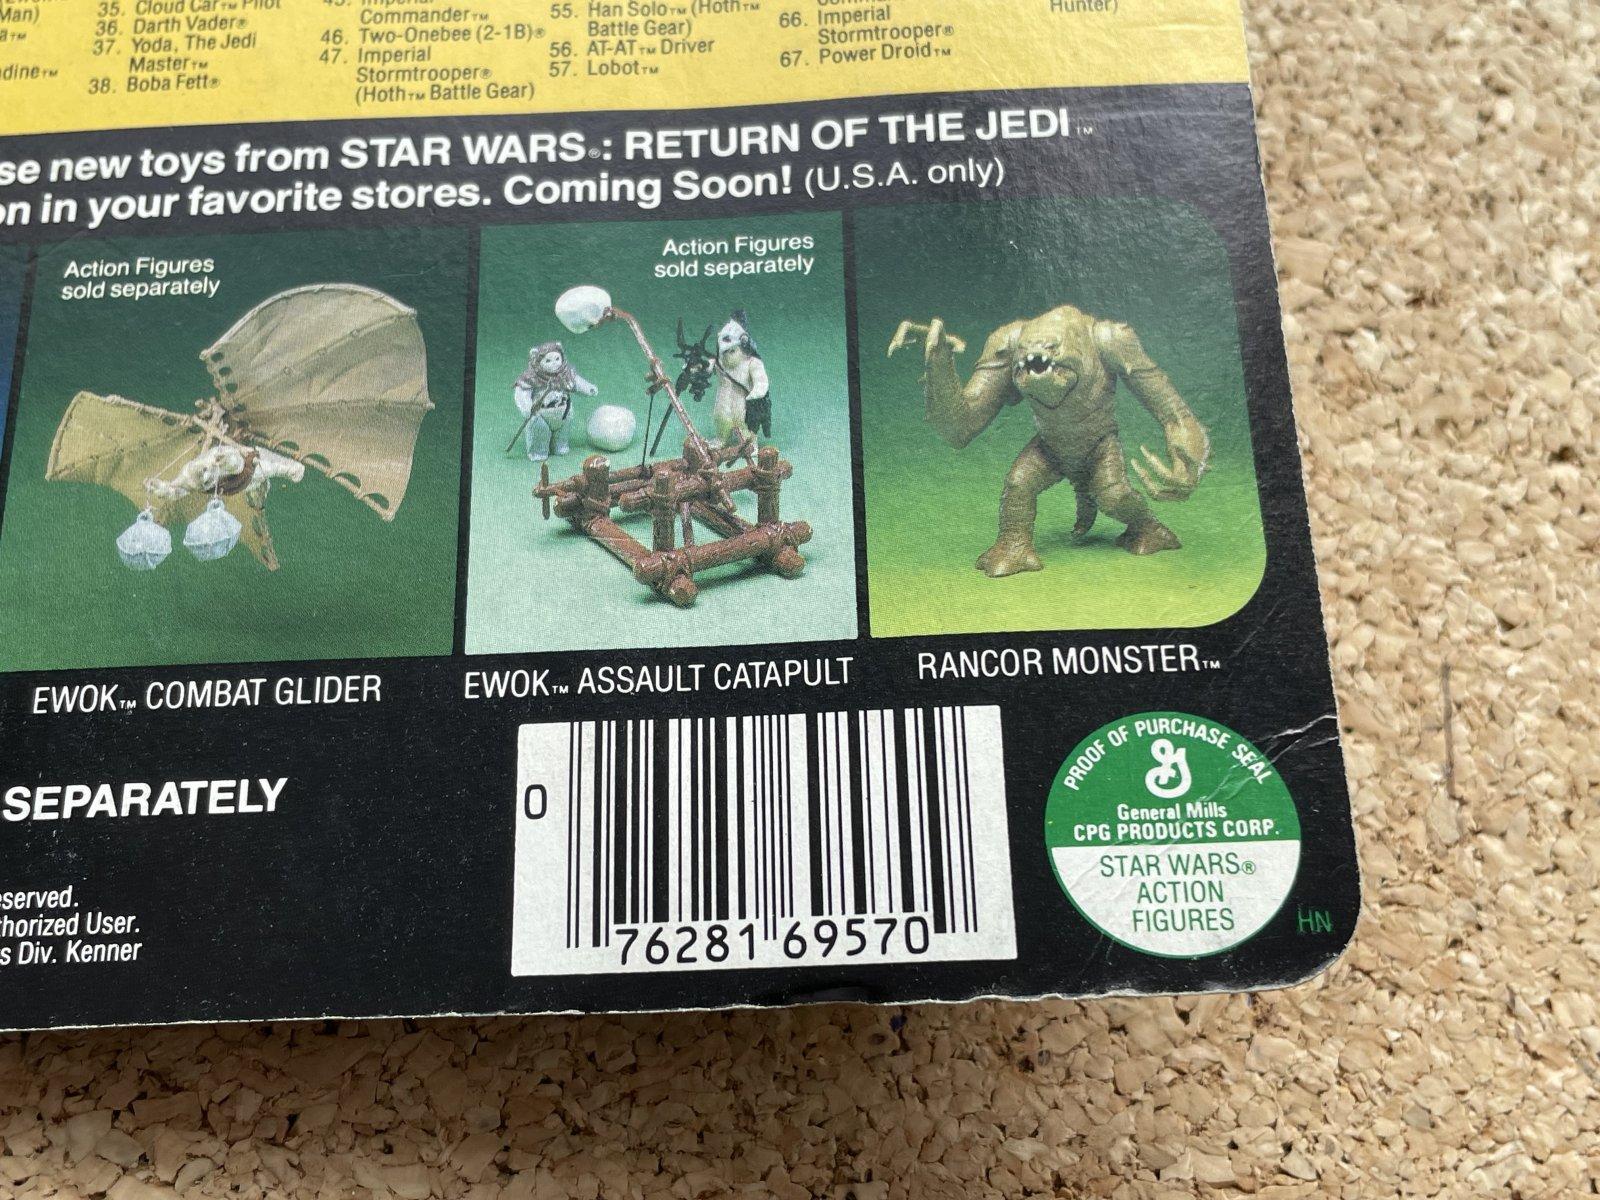 Man)
35. Cloud Car™ Pilot
36. Darth Vader®
37. Yoda, The Jedi
Master™
38. Boba Fett®
Commander™
46. Two-Onebee (2-1B)®
47. Imperial
Stormtrooper®
(Hoth™ Battle Gear)
55. Han Solo™ (Hoth™
Battle Gear)
56. AT-AT™ Driver
57. Lobot™
66. Imperial
Stormtrooper®
67. Power Droid™
Hunter)
se new toys from STAR WARS®: RETURN OF THE JEDI™
on in your favorite stores. Coming Soon! (U.S.A. only)
Action Figures
sold separately
Action Figures
sold separately
EWOK™ COMBAT GLIDER
EWOK™ ASSAULT CATAPULT
RANCOR MONSTER™
SEPARATELY
served.
thorized User.
s Div. Kenner
0
76281 69570
PROOF OF PURCHASE SEAL
General Mills
CPG PRODUCTS CORP.
STAR WARS®
ACTION
FIGURES
HN